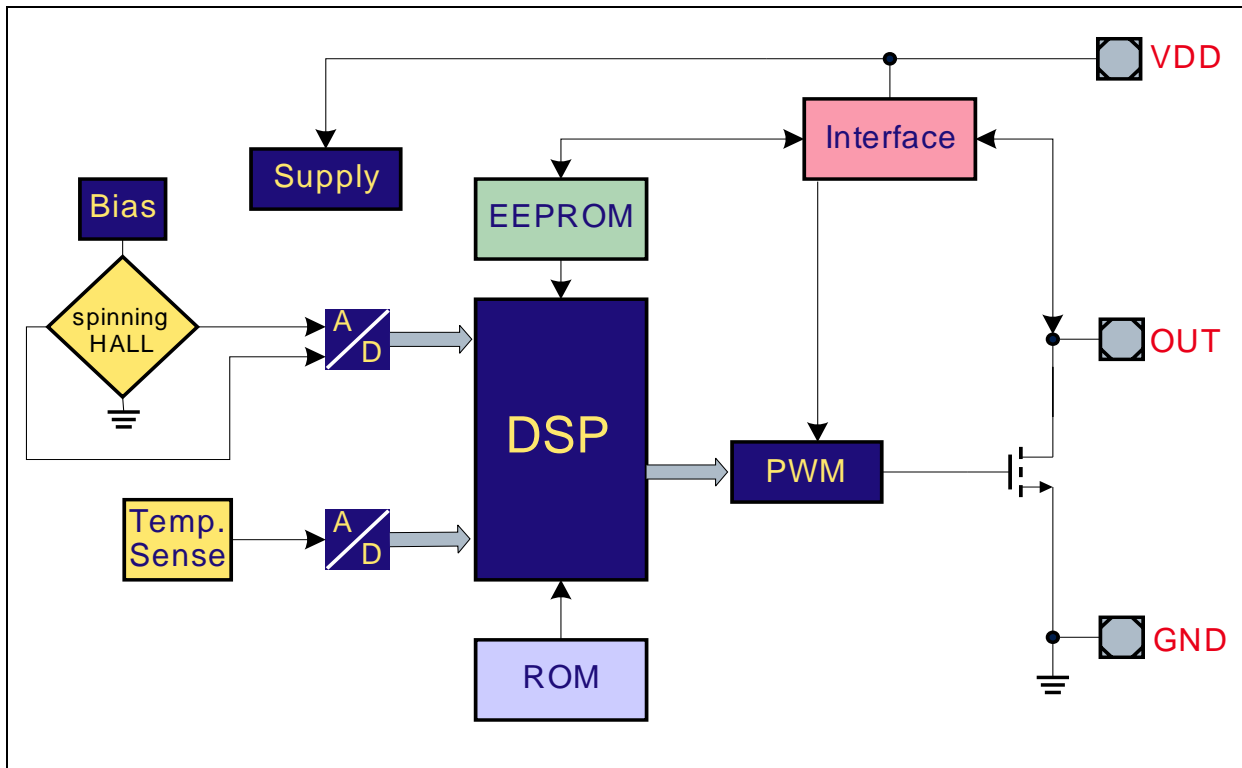 VDD
Interface
Supply
Bias
EEPROM
spinning
HALL
A
D
OUT
DSP
PWM
Temp.
Sense
A
D
GND
ROM